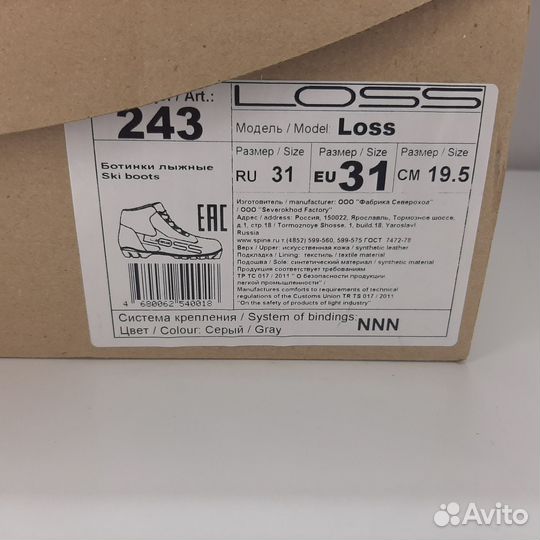 / Art.:
243
LOSS
Модель / Model: Loss
Размер / Size
RU 31
Размер / Size
EU 31
Размер / Size
CM 19.5
Ботинки лыжные
Ski boots
EAC
4 680062 540018
Изготовитель / manufacturer: ООО "Фабрика Североход"
/ ООО "Severokhod Factory"
Адрес / address: Россия, 150022, Ярославль, Тормозное шоссе,
д.1, стр.18 / Tormoznoye Shosse, 1, build.18, Yaroslavl,
Russia
www.spine.ru т.(4852) 599-560, 599-575 ГОСТ 7472-78
Верх / Upper: искусственная кожа / synthetic leather
Подкладка / Lining: текстиль / textile material
Подошва / Sole: синтетический материал / synthetic material
Продукция соответствует требованиям
ТР ТС 017 / 2011 " О безопасности продукции
легкой промышленности" /
Manufactures comforts to requirements of technical
regulations of the Customs Union TR TS 017 / 2011
"On the safety of products of light industry"
Система крепления / System of bindings: NNN
Цвет / Colour: Серый / Gray
Avito